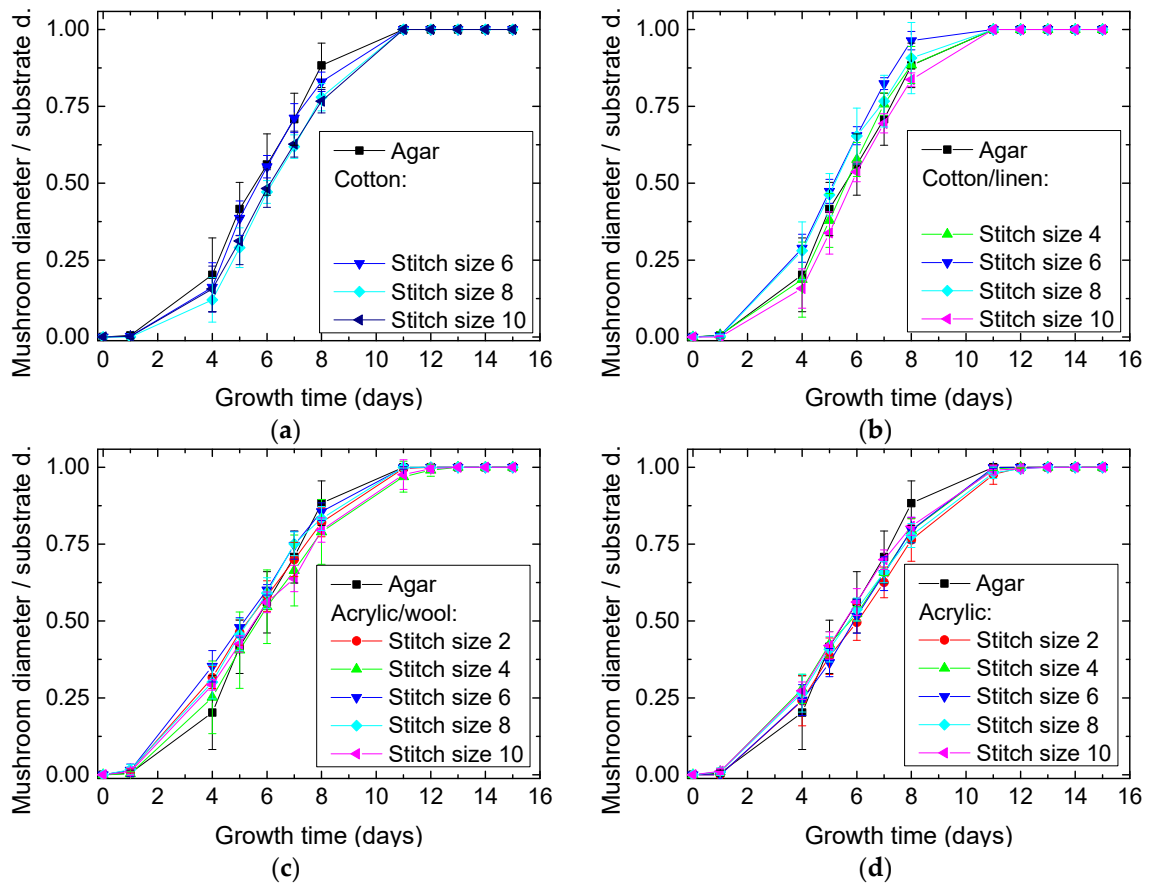 1.00
0.75
0.50
0.25
0.00
Mushroom diameter / substrate d.
Agar
Cotton:
Stitch size 6
Stitch size 8
Stitch size 10
0 2 4 6 8 10 12 14 16
Growth time (days)
(a)
1.00
0.75
0.50
0.25
0.00
Mushroom diameter / substrate d.
Agar
Cotton/linen:
Stitch size 4
Stitch size 6
Stitch size 8
Stitch size 10
0 2 4 6 8 10 12 14 16
Growth time (days)
(b)
1.00
0.75
0.50
0.25
0.00
Mushroom diameter / substrate d.
Agar
Acrylic/wool:
Stitch size 2
Stitch size 4
Stitch size 6
Stitch size 8
Stitch size 10
0 2 4 6 8 10 12 14 16
Growth time (days)
(c)
1.00
0.75
0.50
0.25
0.00
Mushroom diameter / substrate d.
Agar
Acrylic:
Stitch size 2
Stitch size 4
Stitch size 6
Stitch size 8
Stitch size 10
0 2 4 6 8 10 12 14 16
Growth time (days)
(d)